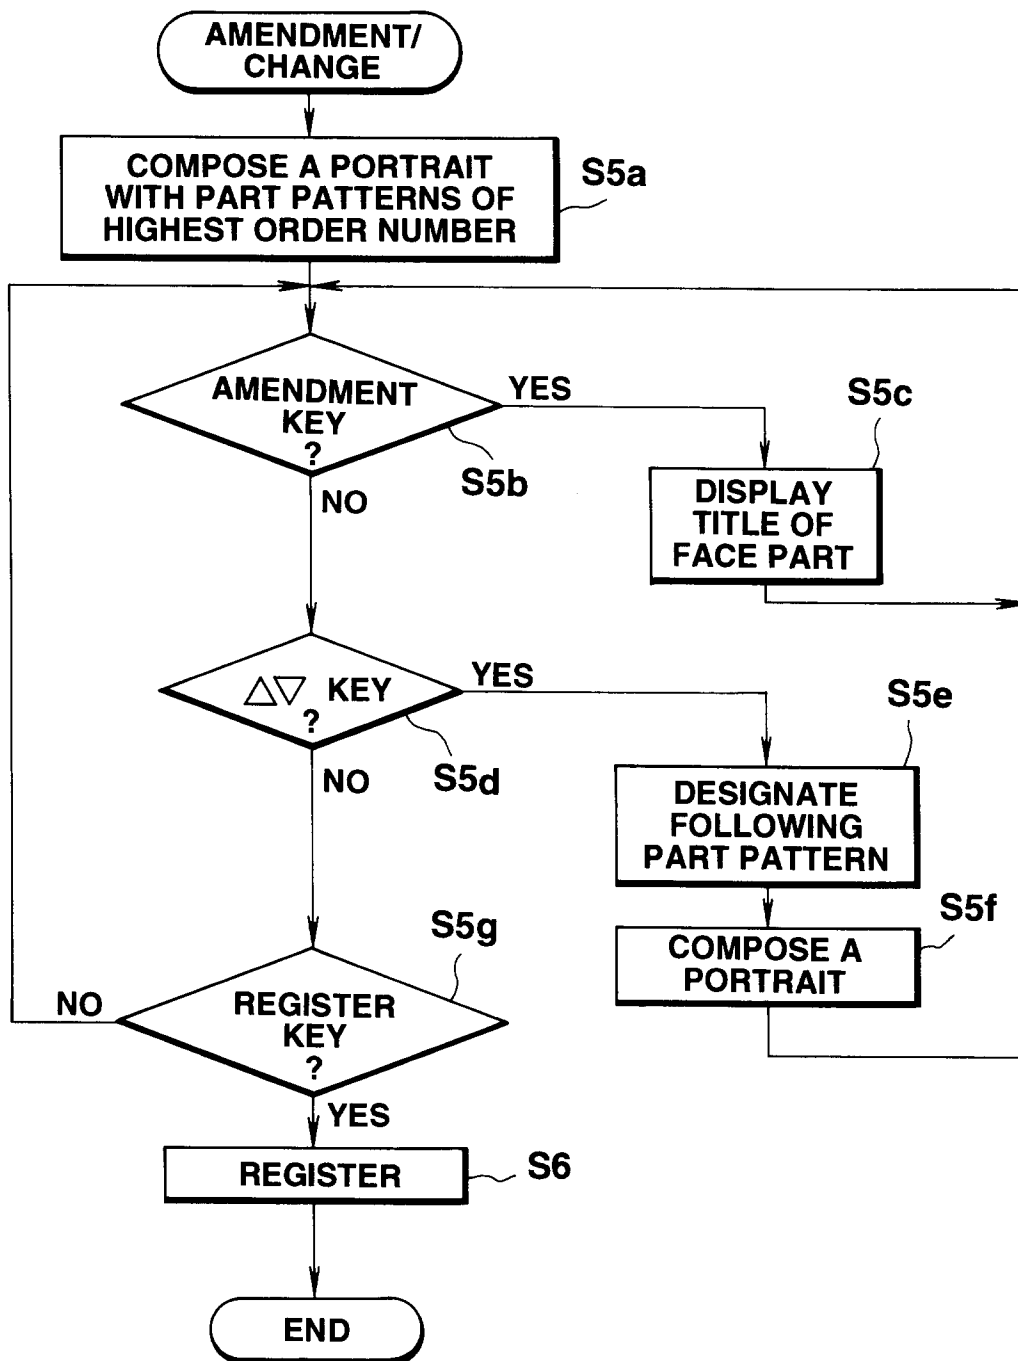 AMENDMENT/
CHANGE
COMPOSE A PORTRAIT
WITH PART PATTERNS OF
HIGHEST ORDER NUMBER
S5a
AMENDMENT
KEY
?
YES
S5b
NO
S5c
DISPLAY
TITLE OF
FACE PART
△▽ KEY
?
YES
S5d
NO
S5e
DESIGNATE
FOLLOWING
PART PATTERN
S5f
COMPOSE A
PORTRAIT
S5g
REGISTER
KEY
?
NO
YES
REGISTER
S6
END